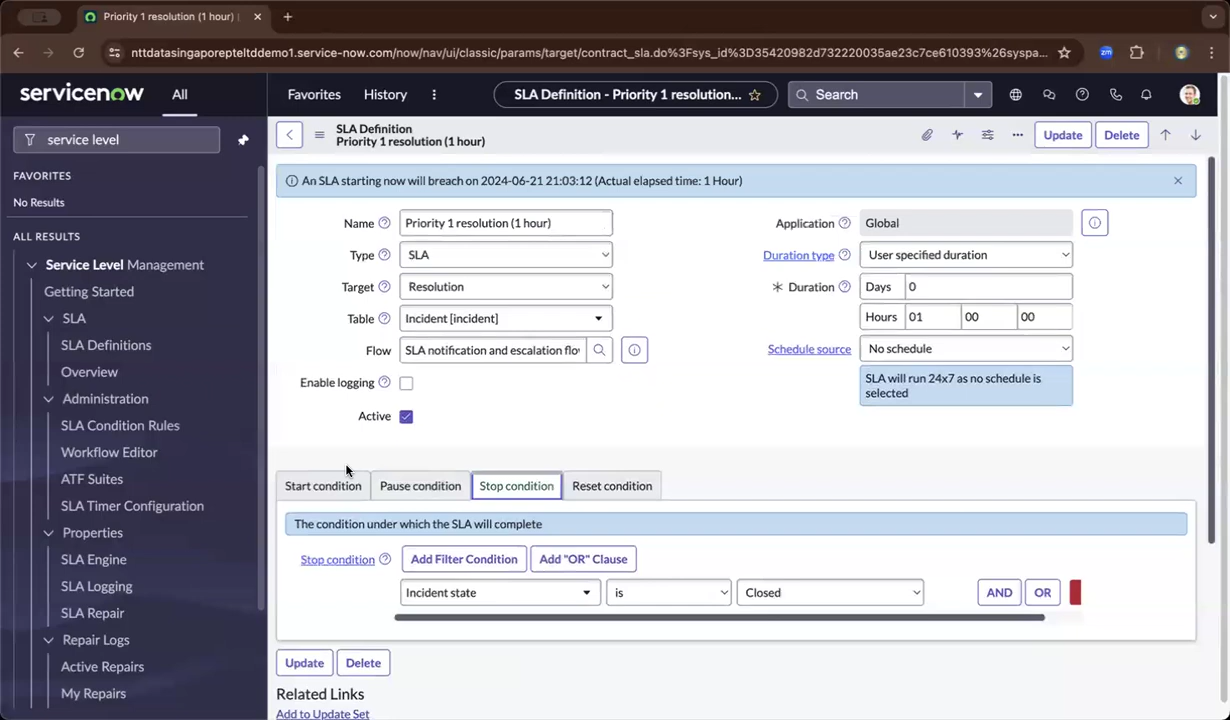 Priority 1 resolution (1 hour) |
nttdatasingaporepteltddemo1.service-now.com/now/nav/ui/classic/params/target/contract_sla.do%3Fsys_id%3D35420982d732220035ae23c7ce610393%26syspa...
servicenow
All
Favorites
History
SLA Definition - Priority 1 resolution...
Search
service level
FAVORITES
No Results
ALL RESULTS
Service Level Management
Getting Started
SLA
SLA Definitions
Overview
Administration
SLA Condition Rules
Workflow Editor
ATF Suites
SLA Timer Configuration
Properties
SLA Engine
SLA Logging
SLA Repair
Repair Logs
Active Repairs
My Repairs
SLA Definition
Priority 1 resolution (1 hour)
Update
Delete
An SLA starting now will breach on 2024-06-21 21:03:12 (Actual elapsed time: 1 Hour)
Name Priority 1 resolution (1 hour)
Application Global
Type SLA
Duration type User specified duration
Target Resolution
Duration Days 0
Table Incident [incident]
Hours 01 00 00
Flow SLA notification and escalation flo
Schedule source No schedule
SLA will run 24x7 as no schedule is
selected
Enable logging
Active
Start condition
Pause condition
Stop condition
Reset condition
The condition under which the SLA will complete
Stop condition Add Filter Condition Add "OR" Clause
Incident state is Closed AND OR
Update
Delete
Related Links
Add to Update Set